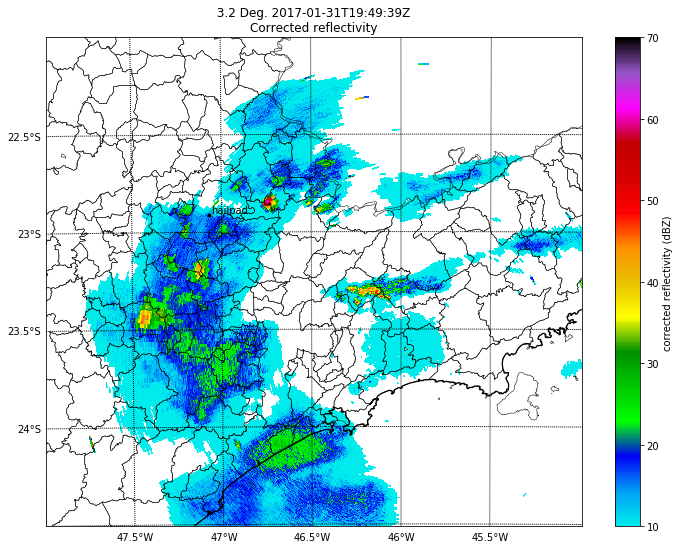 3.2 Deg. 2017-01-31T19:49:39Z
Corrected reflectivity
22.5°S
23°S
23.5°S
24°S
47.5°W
47°W
46.5°W
46°W
45.5°W
hailpad
70
60
50
40
30
20
10
corrected reflectivity (dBZ)